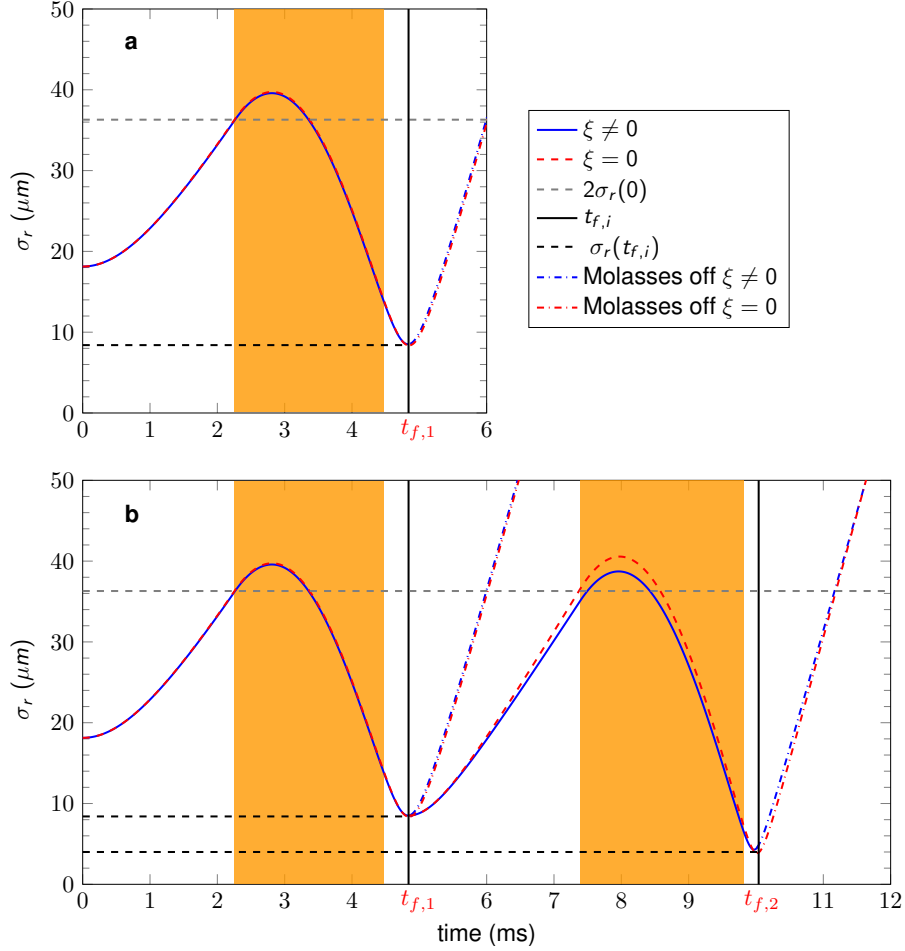 50
a
40
30
20
10
0
σr (μm)
0 1 2 3 4 tf,1 6
ξ ≠ 0
ξ = 0
2σr(0)
tf,i
σr(tf,i)
Molasses off ξ ≠ 0
Molasses off ξ = 0
50
b
40
30
20
10
0
σr (μm)
0 1 2 3 4 tf,1 6 7 8 9 tf,2 11 12
time (ms)